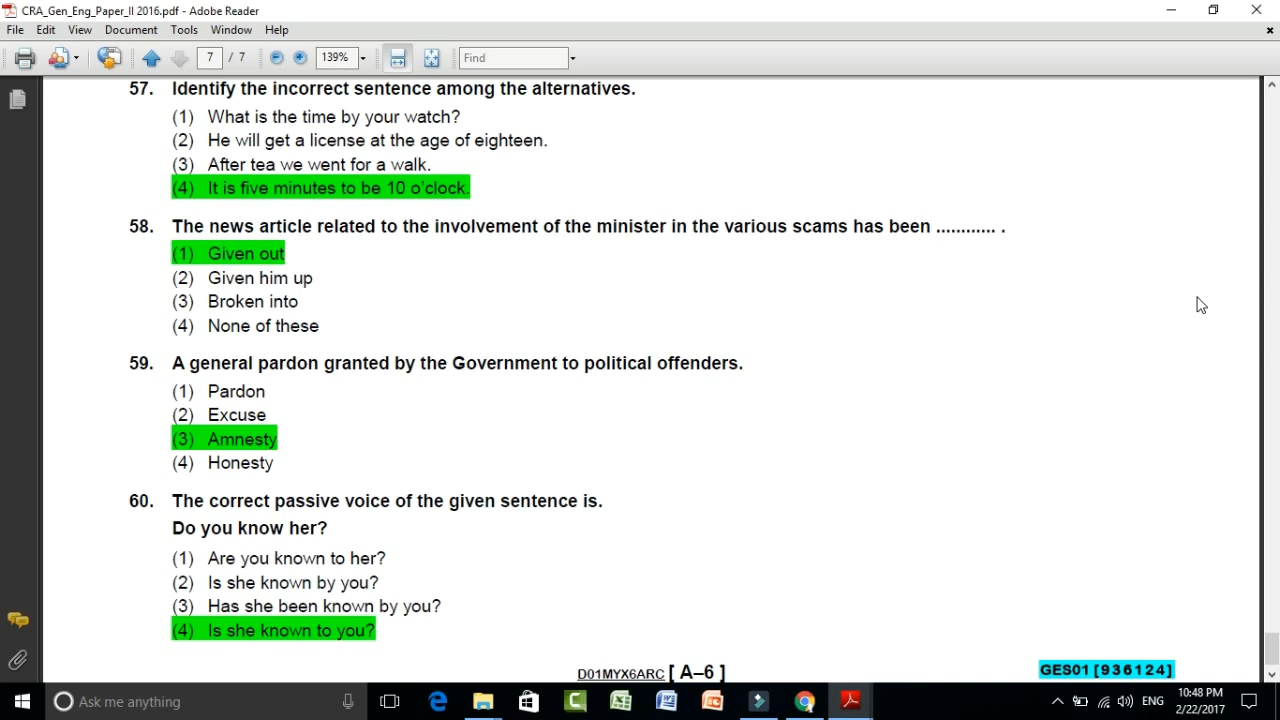 CRA_Gen_Eng_Paper_II 2016.pdf - Adobe Reader
File Edit View Document Tools Window Help
7 / 7 139% Find
57. Identify the incorrect sentence among the alternatives.
(1) What is the time by your watch?
(2) He will get a license at the age of eighteen.
(3) After tea we went for a walk.
(4) It is five minutes to be 10 o'clock.
58. The news article related to the involvement of the minister in the various scams has been ............ .
(1) Given out
(2) Given him up
(3) Broken into
(4) None of these
59. A general pardon granted by the Government to political offenders.
(1) Pardon
(2) Excuse
(3) Amnesty
(4) Honesty
60. The correct passive voice of the given sentence is.
Do you know her?
(1) Are you known to her?
(2) Is she known by you?
(3) Has she been known by you?
(4) Is she known to you?
D01MYX6ARC [ A–6 ] GES01 [936124]
Ask me anything
ENG
10:48 PM
2/22/2017